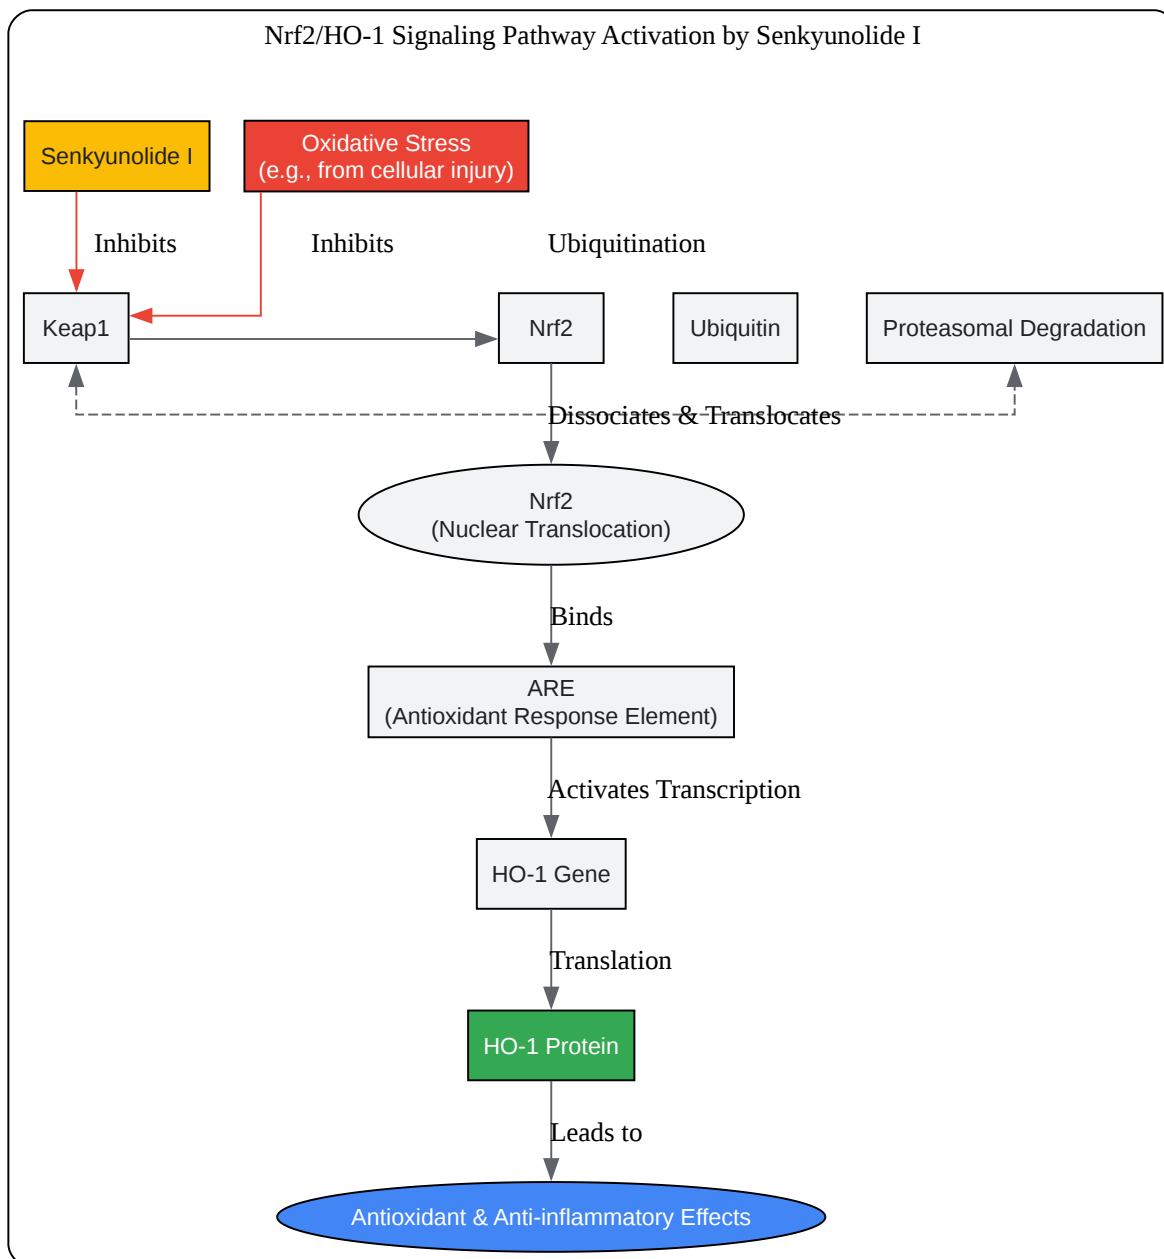 Nrf2/HO-1 Signaling Pathway Activation by Senkyunolide I
Senkyunolide I
Oxidative Stress
(e.g., from cellular injury)
Inhibits
Inhibits
Ubiquitination
Keap1
Nrf2
Ubiquitin
Proteasomal Degradation
Dissociates & Translocates
Nrf2
(Nuclear Translocation)
Binds
ARE
(Antioxidant Response Element)
Activates Transcription
HO-1 Gene
Translation
HO-1 Protein
Leads to
Antioxidant & Anti-inflammatory Effects